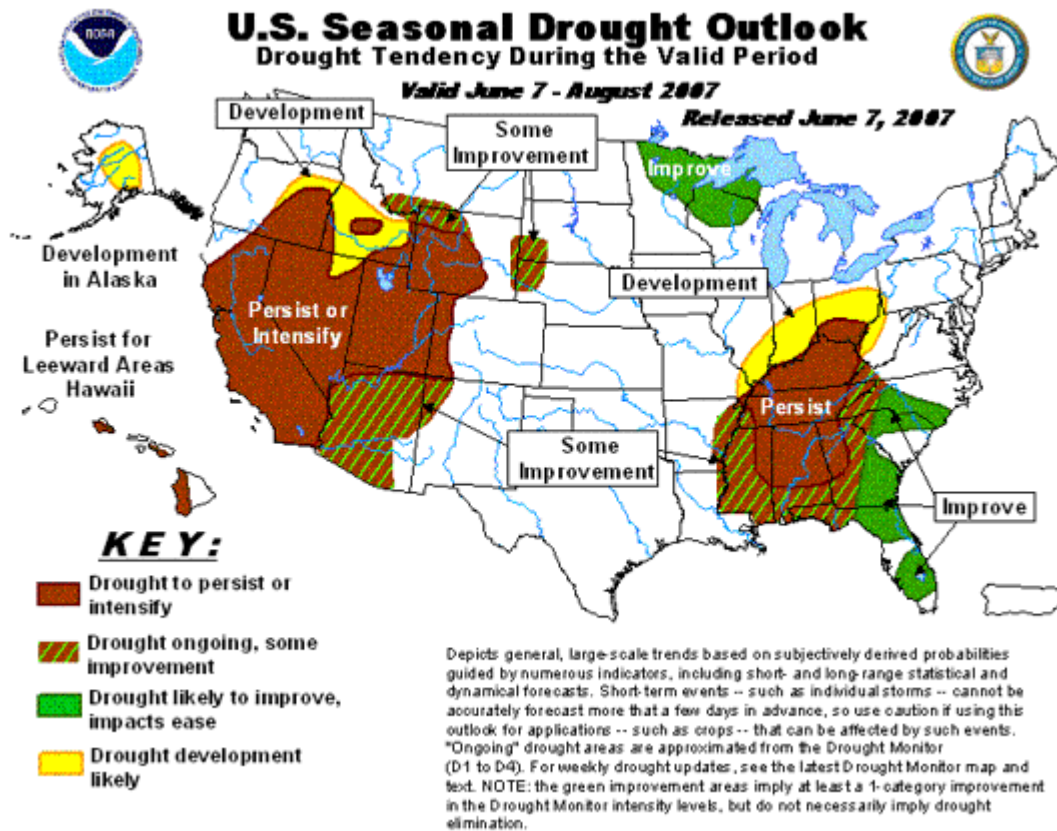 NOAA
U.S. Seasonal Drought Outlook
Drought Tendency During the Valid Period
Valid June 7 - August 2007
Released June 7, 2007
Development
Some
Improvement
Improve
Development
in Alaska
Development
Persist or
Intensify
Persist for
Leeward Areas
Hawaii
Persist
Some
Improvement
Improve
KEY:
Drought to persist or
intensify
Drought ongoing, some
improvement
Drought likely to improve,
impacts ease
Drought development
likely
Depicts general, large-scale trends based on subjectively derived probabilities
guided by numerous indicators, including short- and long-range statistical and
dynamical forecasts. Short-term events -- such as individual storms -- cannot be
accurately forecast more that a few days in advance, so use caution if using this
outlook for applications -- such as crops -- that can be affected by such events.
"Ongoing" drought areas are approximated from the Drought Monitor
(D1 to D4). For weekly drought updates, see the latest Drought Monitor map and
text. NOTE: the green improvement areas imply at least a 1-category improvement
in the Drought Monitor intensity levels, but do not necessarily imply drought
elimination.